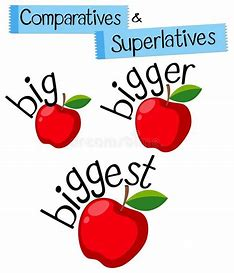 Comparatives &
Superlatives
big
bigger
biggest